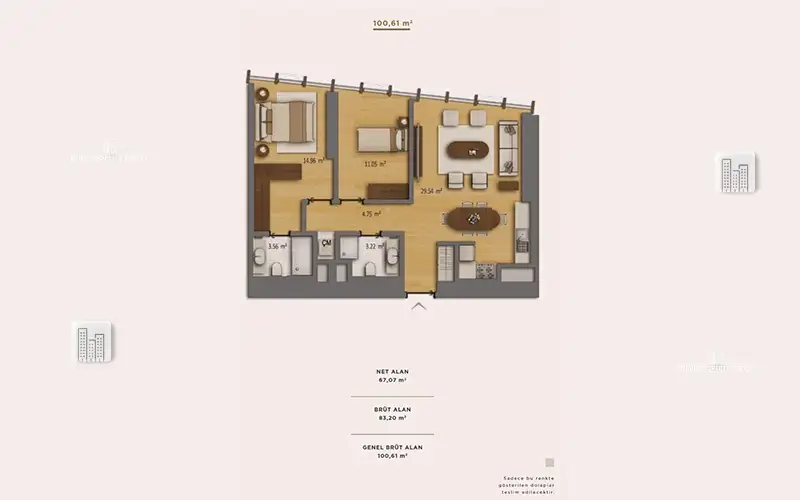 100,61 m²
14.96 m²
11.05 m²
29.54 m²
4.75 m²
3.56 m²
ÇM
3.22 m²
NET ALAN
67,07 m²
BRÜT ALAN
83,20 m²
GENEL BRÜT ALAN
100,61 m²
Sadece bu renkte
gösterilen dolaplar
teslim edilecektir.